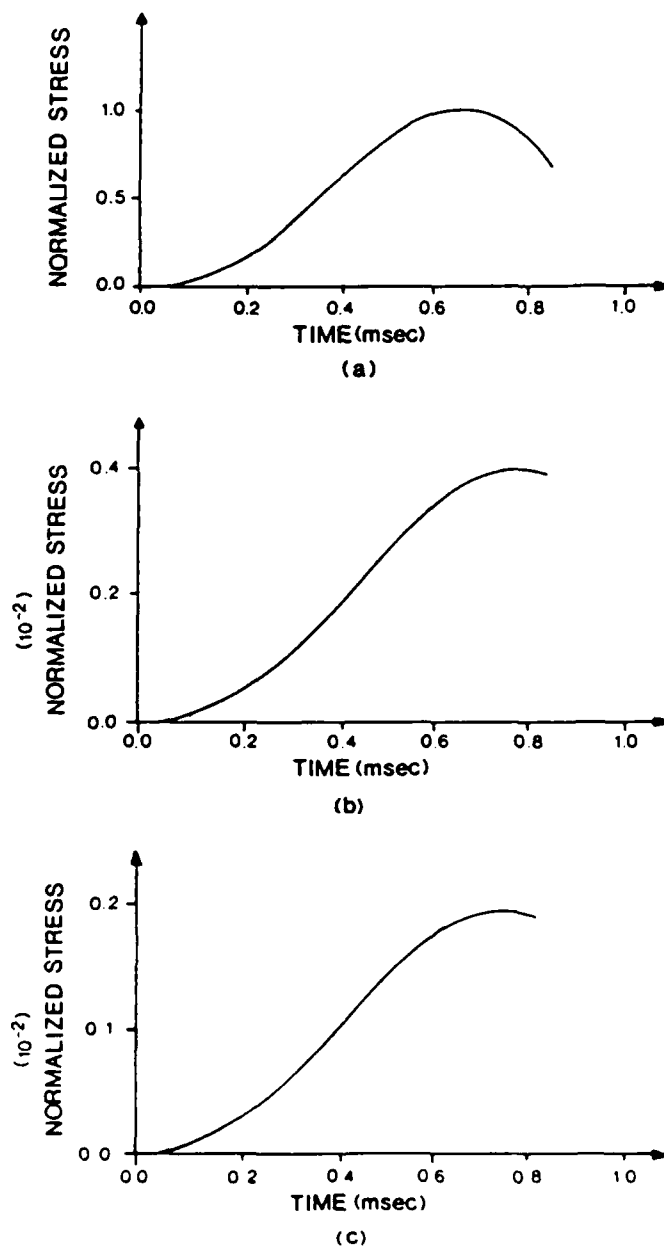 NORMALIZED STRESS
1.0
0.5
0.0
0.0 0.2 0.4 0.6 0.8 1.0
TIME (msec)
(a)
(10-2)
NORMALIZED STRESS
0.4
0.2
0.0
0.0 0.2 0.4 0.6 0.8 1.0
TIME (msec)
(b)
(10-2)
NORMALIZED STRESS
0.2
0 1
0 0
0 0 0 2 0 4 0 6 0 8 1 0
TIME (msec)
(c)